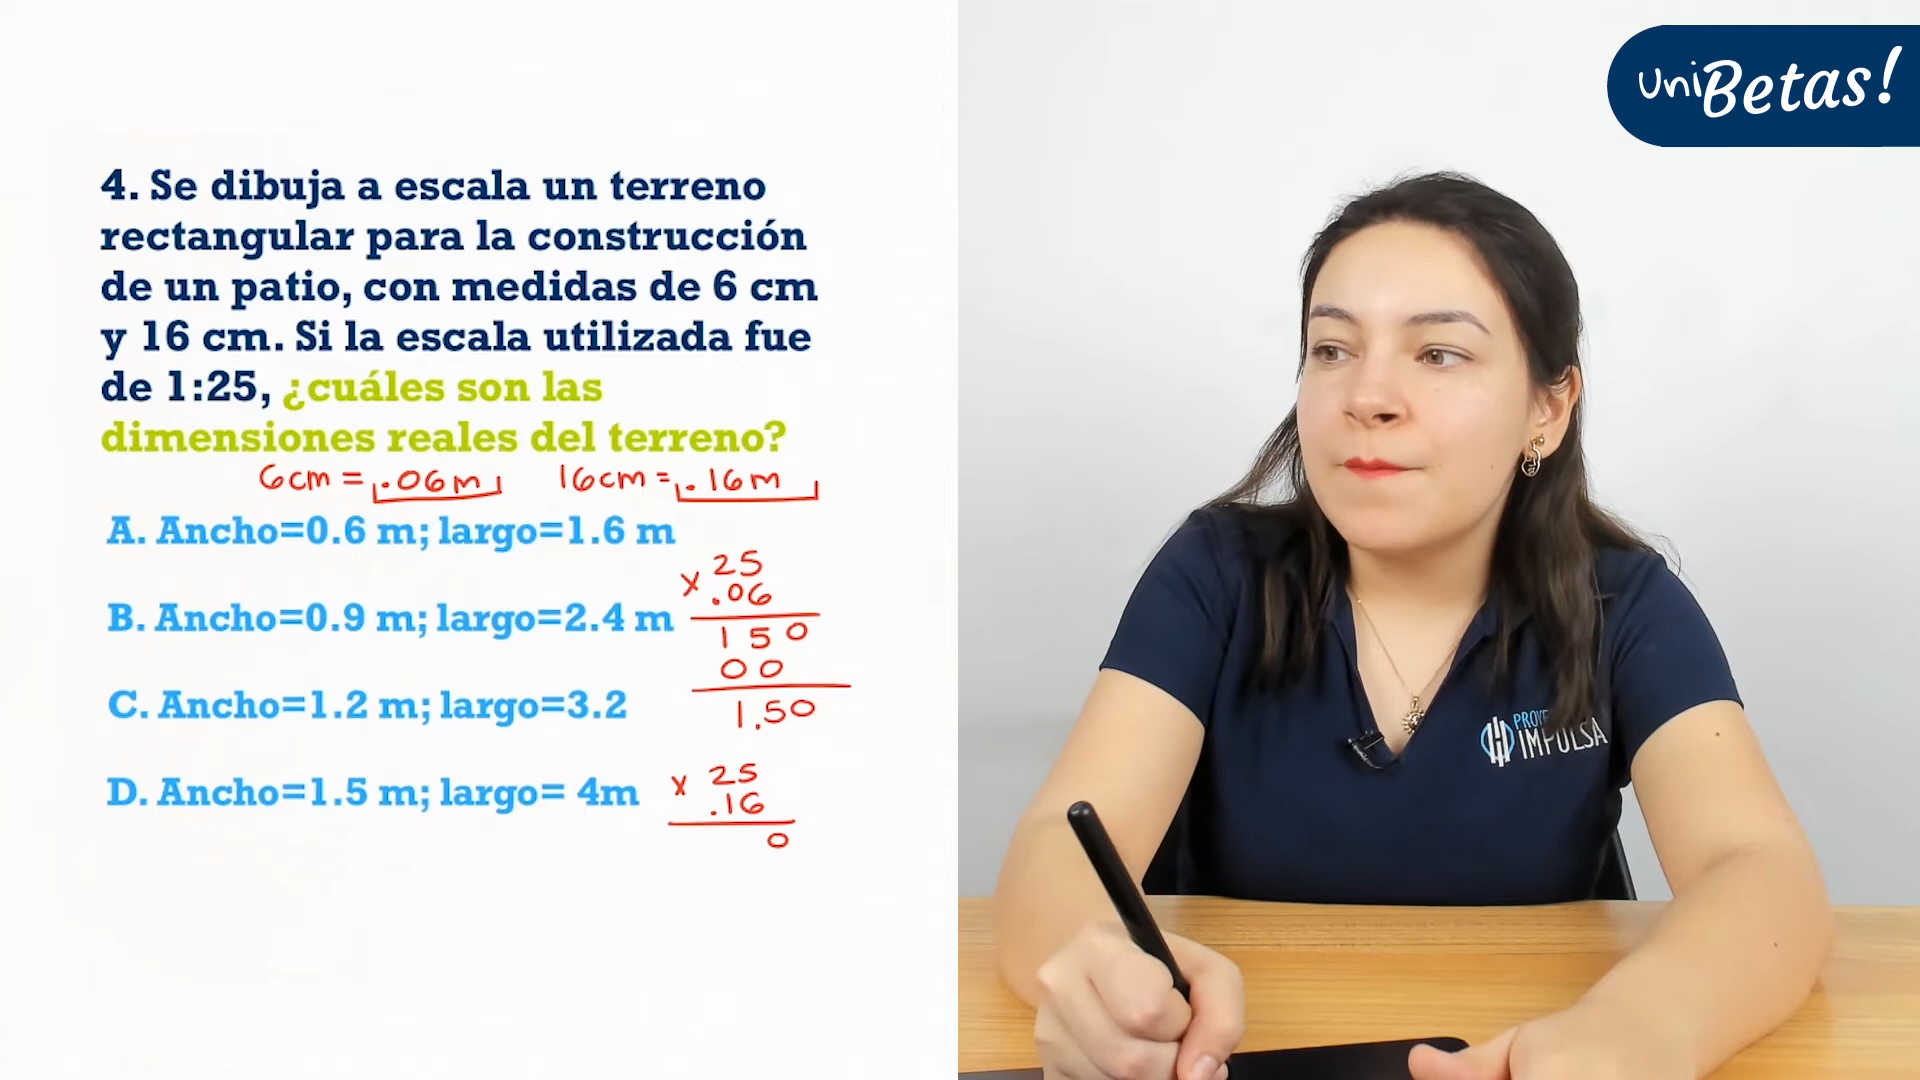 uniBetas!
4. Se dibuja a escala un terreno
rectangular para la construcción
de un patio, con medidas de 6 cm
y 16 cm. Si la escala utilizada fue
de 1:25, ¿cuáles son las
dimensiones reales del terreno?
6cm = .06m 16cm = .16m
A. Ancho=0.6 m; largo=1.6 m
B. Ancho=0.9 m; largo=2.4 m
C. Ancho=1.2 m; largo=3.2
D. Ancho=1.5 m; largo= 4m
25
x .06
150
00
1.50
x 25
.16
0
IMPULSA